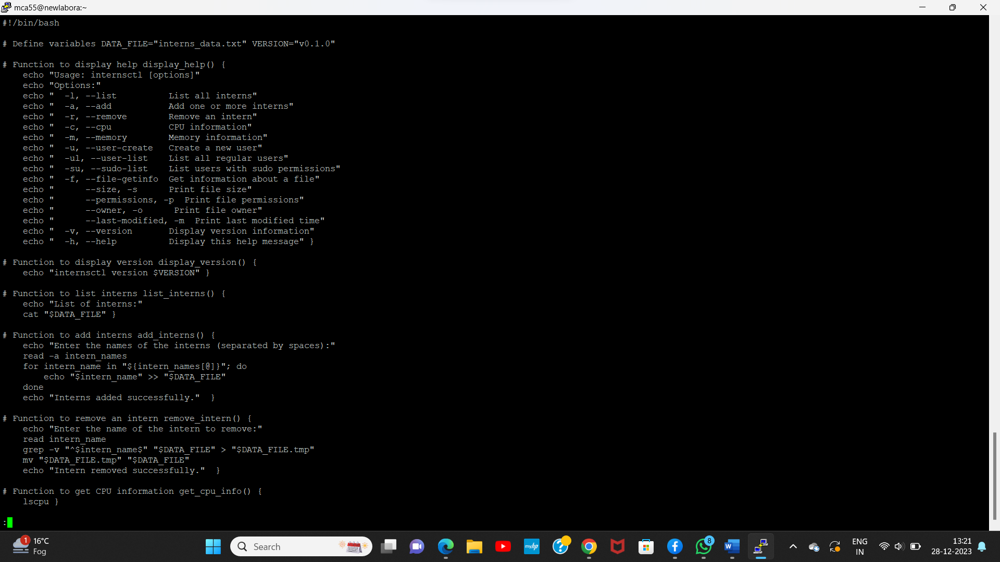 mca55@newlabora:~
#!/bin/bash
# Define variables DATA_FILE="interns_data.txt" VERSION="v0.1.0"
# Function to display help display_help() {
    echo "Usage: internsctl [options]"
    echo "Options:"
    echo "  -l, --list          List all interns"
    echo "  -a, --add           Add one or more interns"
    echo "  -r, --remove        Remove an intern"
    echo "  -c, --cpu           CPU information"
    echo "  -m, --memory        Memory information"
    echo "  -u, --user-create   Create a new user"
    echo "  -ul, --user-list    List all regular users"
    echo "  -su, --sudo-list    List users with sudo permissions"
    echo "  -f, --file-getinfo  Get information about a file"
    echo "      --size, -s      Print file size"
    echo "      --permissions, -p  Print file permissions"
    echo "      --owner, -o      Print file owner"
    echo "      --last-modified, -m  Print last modified time"
    echo "  -v, --version       Display version information"
    echo "  -h, --help          Display this help message" }
# Function to display version display_version() {
    echo "internsctl version $VERSION" }
# Function to list interns list_interns() {
    echo "List of interns:"
    cat "$DATA_FILE" }
# Function to add interns add_interns() {
    echo "Enter the names of the interns (separated by spaces):"
    read -a intern_names
    for intern_name in "${intern_names[@]}"; do
        echo "$intern_name" >> "$DATA_FILE"
    done
    echo "Interns added successfully."  }
# Function to remove an intern remove_intern() {
    echo "Enter the name of the intern to remove:"
    read intern_name
    grep -v "^$intern_name$" "$DATA_FILE" > "$DATA_FILE.tmp"
    mv "$DATA_FILE.tmp" "$DATA_FILE"
    echo "Intern removed successfully."  }
# Function to get CPU information get_cpu_info() {
    lscpu }
:
1
16°C
Fog
Search
myhp
?
8
W
ENG
IN
13:21
28-12-2023